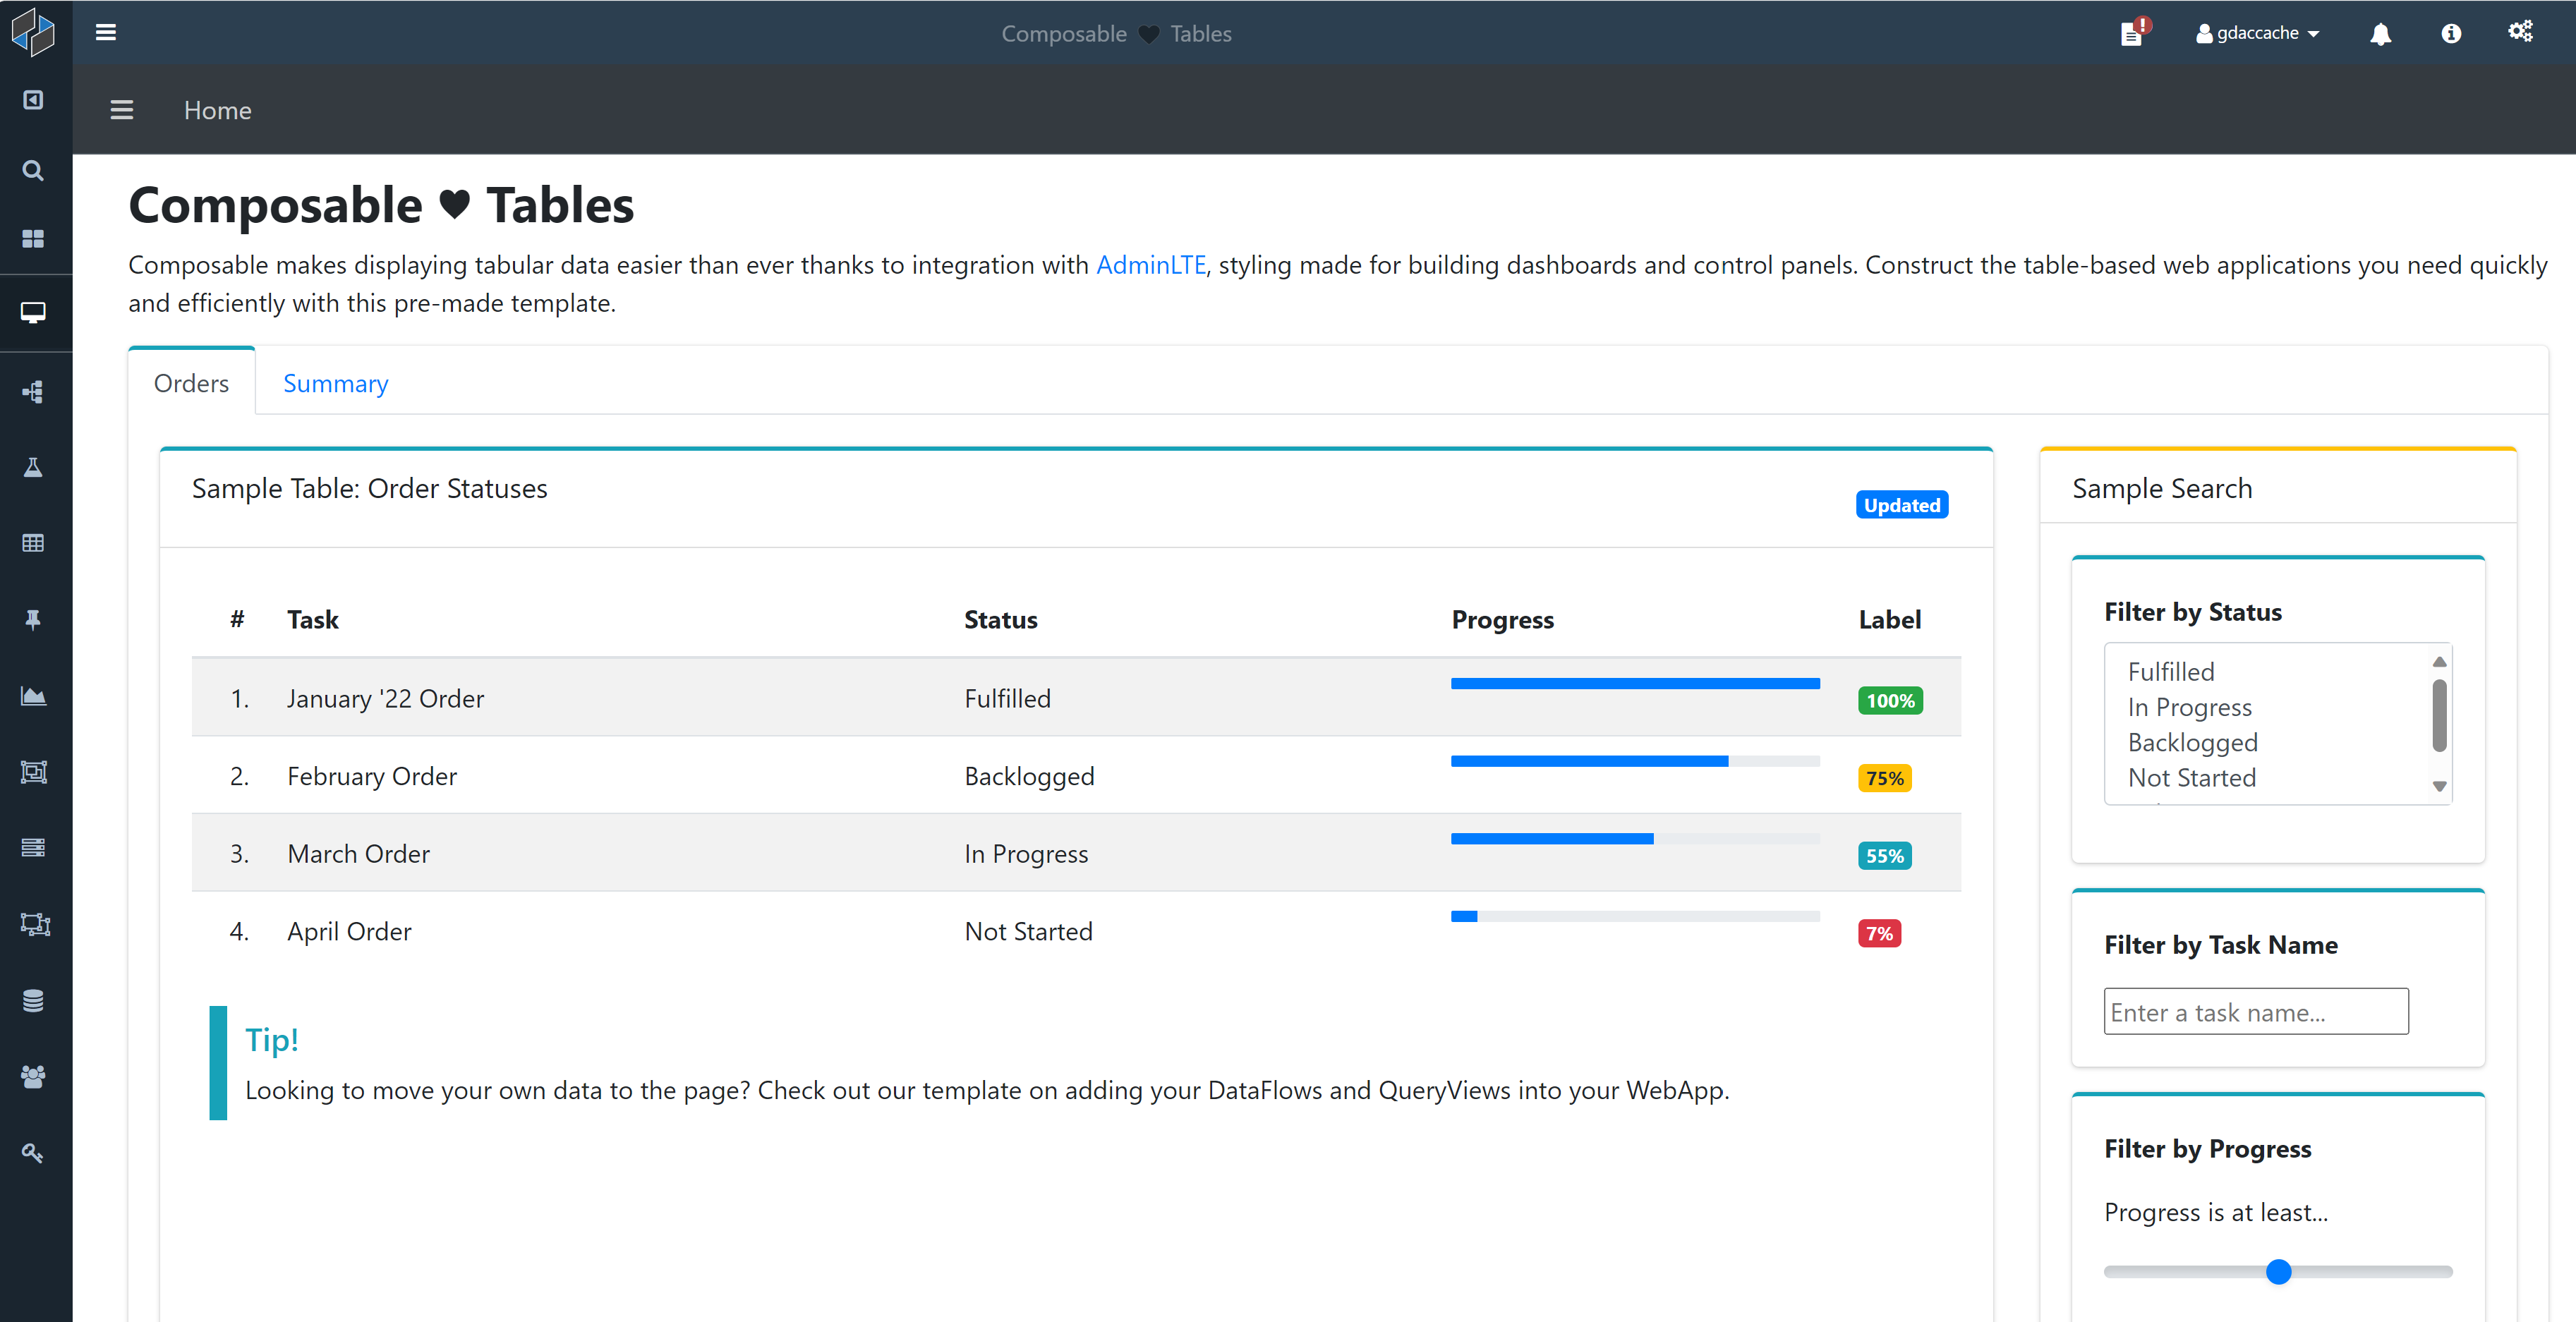 Composable ♥ Tables
gdaccache
Home
Composable ♥ Tables
Composable makes displaying tabular data easier than ever thanks to integration with AdminLTE, styling made for building dashboards and control panels. Construct the table-based web applications you need quickly
and efficiently with this pre-made template.
Orders Summary
Sample Table: Order Statuses
Updated
# Task Status Progress Label
1. January '22 Order Fulfilled 100%
2. February Order Backlogged 75%
3. March Order In Progress 55%
4. April Order Not Started 7%
Tip!
Looking to move your own data to the page? Check out our template on adding your DataFlows and QueryViews into your WebApp.
Sample Search
Filter by Status
Fulfilled
In Progress
Backlogged
Not Started
Filter by Task Name
Enter a task name...
Filter by Progress
Progress is at least...